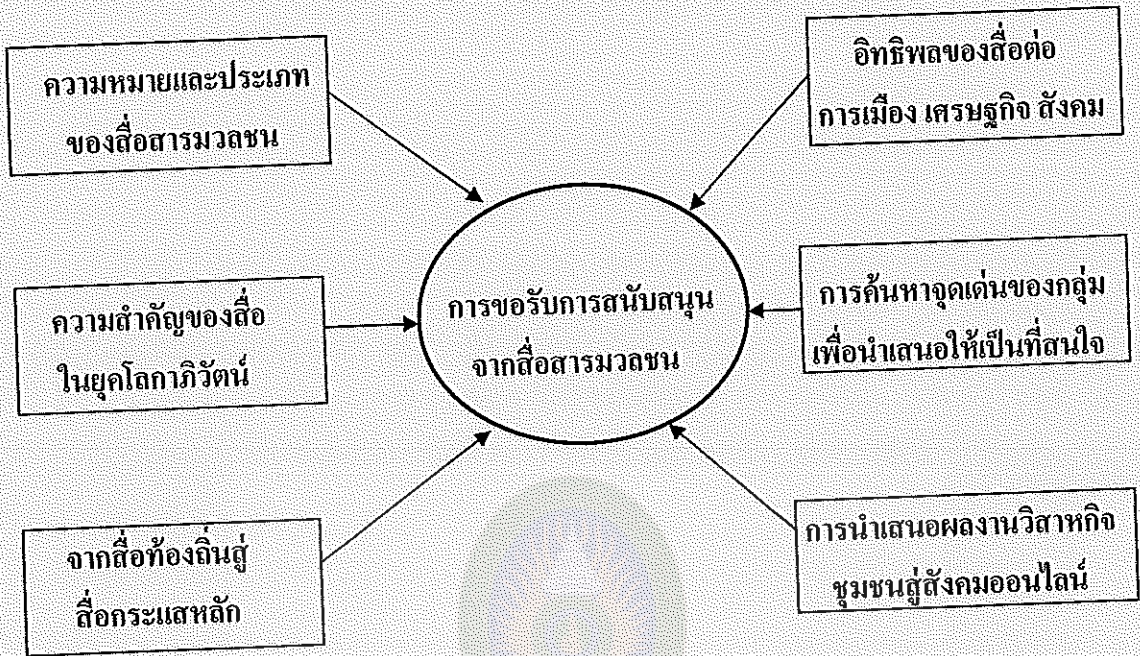 ความหมายและประเภท
ของสื่อสารมวลชน
อิทธิพลของสื่อต่อ
การเมือง เศรษฐกิจ สังคม
ความสำคัญของสื่อ
ในยุคโลกาภิวัตน์
การขอรับการสนับสนุน
จากสื่อสารมวลชน
การค้นหาจุดเด่นของกลุ่ม
เพื่อนำเสนอให้เป็นที่สนใจ
จากสื่อท้องถิ่นสู่
สื่อกระแสหลัก
การนำเสนอผลงานวิสาหกิจ
ชุมชนสู่สังคมออนไลน์